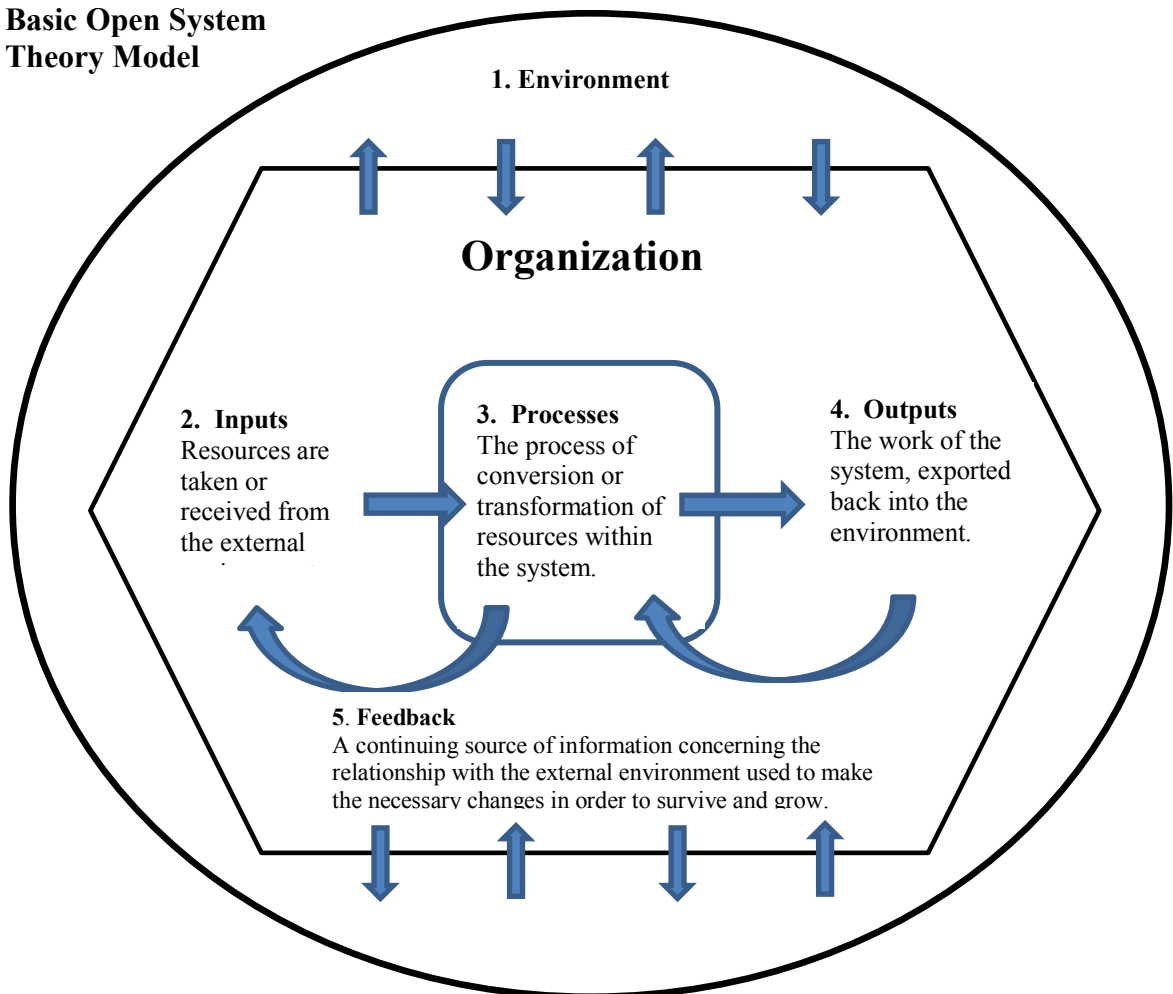 Basic Open System
Theory Model
1. Environment
Organization
2. Inputs
Resources are
taken or
received from
the external
3. Processes
The process of
conversion or
transformation of
resources within
the system.
4. Outputs
The work of the
system, exported
back into the
environment.
5. Feedback
A continuing source of information concerning the
relationship with the external environment used to make
the necessary changes in order to survive and grow.